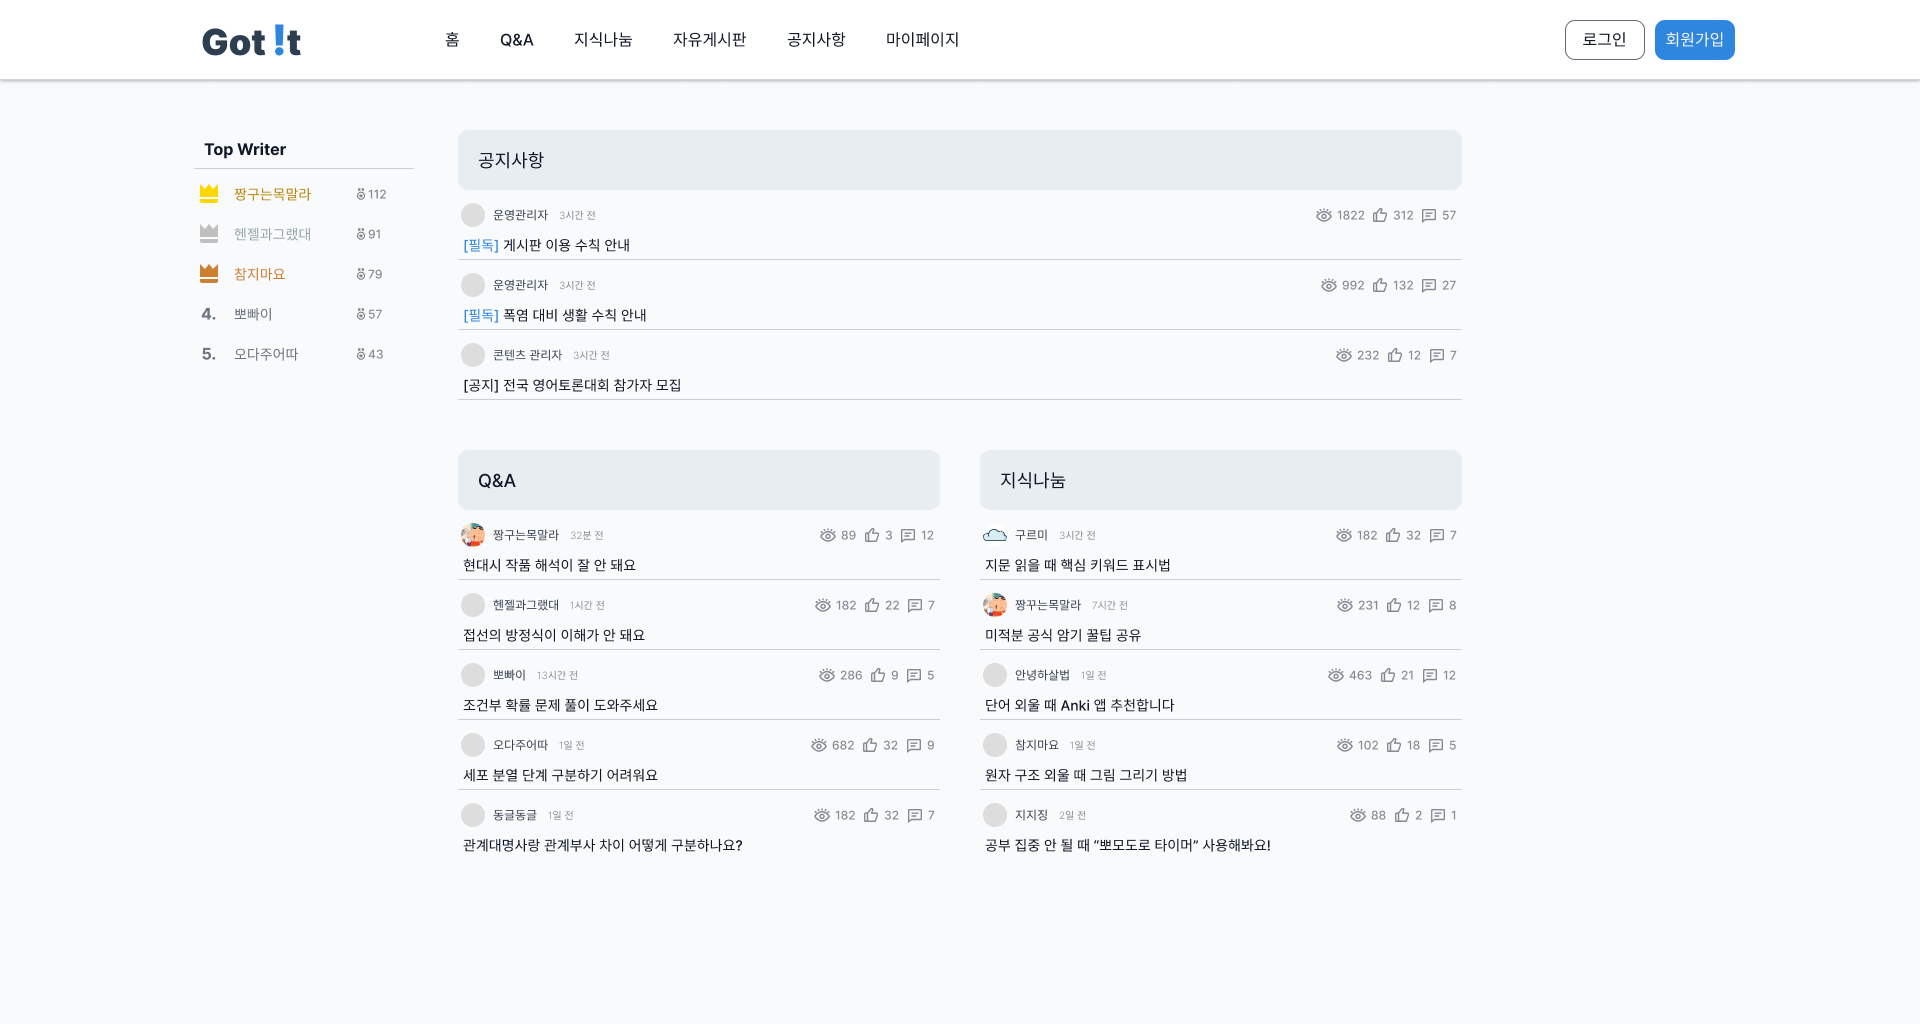 Got!t
홈 Q&A 지식나눔 자유게시판 공지사항 마이페이지
로그인 회원가입
Top Writer
짱구는목말라 112
헨젤과그랬대 91
참지마요 79
4. 뽀빠이 57
5. 오다주어따 43
공지사항
운영관리자 3시간 전 1822 312 57
[필독] 게시판 이용 수칙 안내
운영관리자 3시간 전 992 132 27
[필독] 폭염 대비 생활 수칙 안내
콘텐츠 관리자 3시간 전 232 12 7
[공지] 전국 영어토론대회 참가자 모집
Q&A
짱구는목말라 32분 전 89 3 12
현대시 작품 해석이 잘 안 돼요
헨젤과그랬대 1시간 전 182 22 7
접선의 방정식이 이해가 안 돼요
뽀빠이 13시간 전 286 9 5
조건부 확률 문제 풀이 도와주세요
오다주어따 1일 전 682 32 9
세포 분열 단계 구분하기 어려워요
동글동글 1일 전 182 32 7
관계대명사랑 관계부사 차이 어떻게 구분하나요?
지식나눔
구르미 3시간 전 182 32 7
지문 읽을 때 핵심 키워드 표시법
짱구는목말라 7시간 전 231 12 8
미적분 공식 암기 꿀팁 공유
안녕하살법 1일 전 463 21 12
단어 외울 때 Anki 앱 추천합니다
참지마요 1일 전 102 18 5
원자 구조 외울 때 그림 그리기 방법
지지징 2일 전 88 2 1
공부 집중 안 될 때 “뽀모도로 타이머” 사용해봐요!